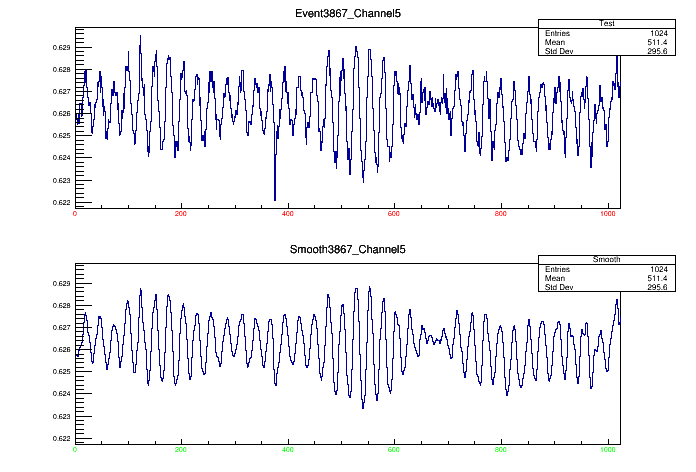 Event3867_Channel5
Test
Entries 1024
Mean 511.4
Std Dev 295.6
0.629
0.628
0.627
0.626
0.625
0.624
0.623
0.622
0 200 400 600 800 1000
Smooth3867_Channel5
Smooth
Entries 1024
Mean 511.4
Std Dev 295.6
0.629
0.628
0.627
0.626
0.625
0.624
0.623
0.622
0 200 400 600 800 1000